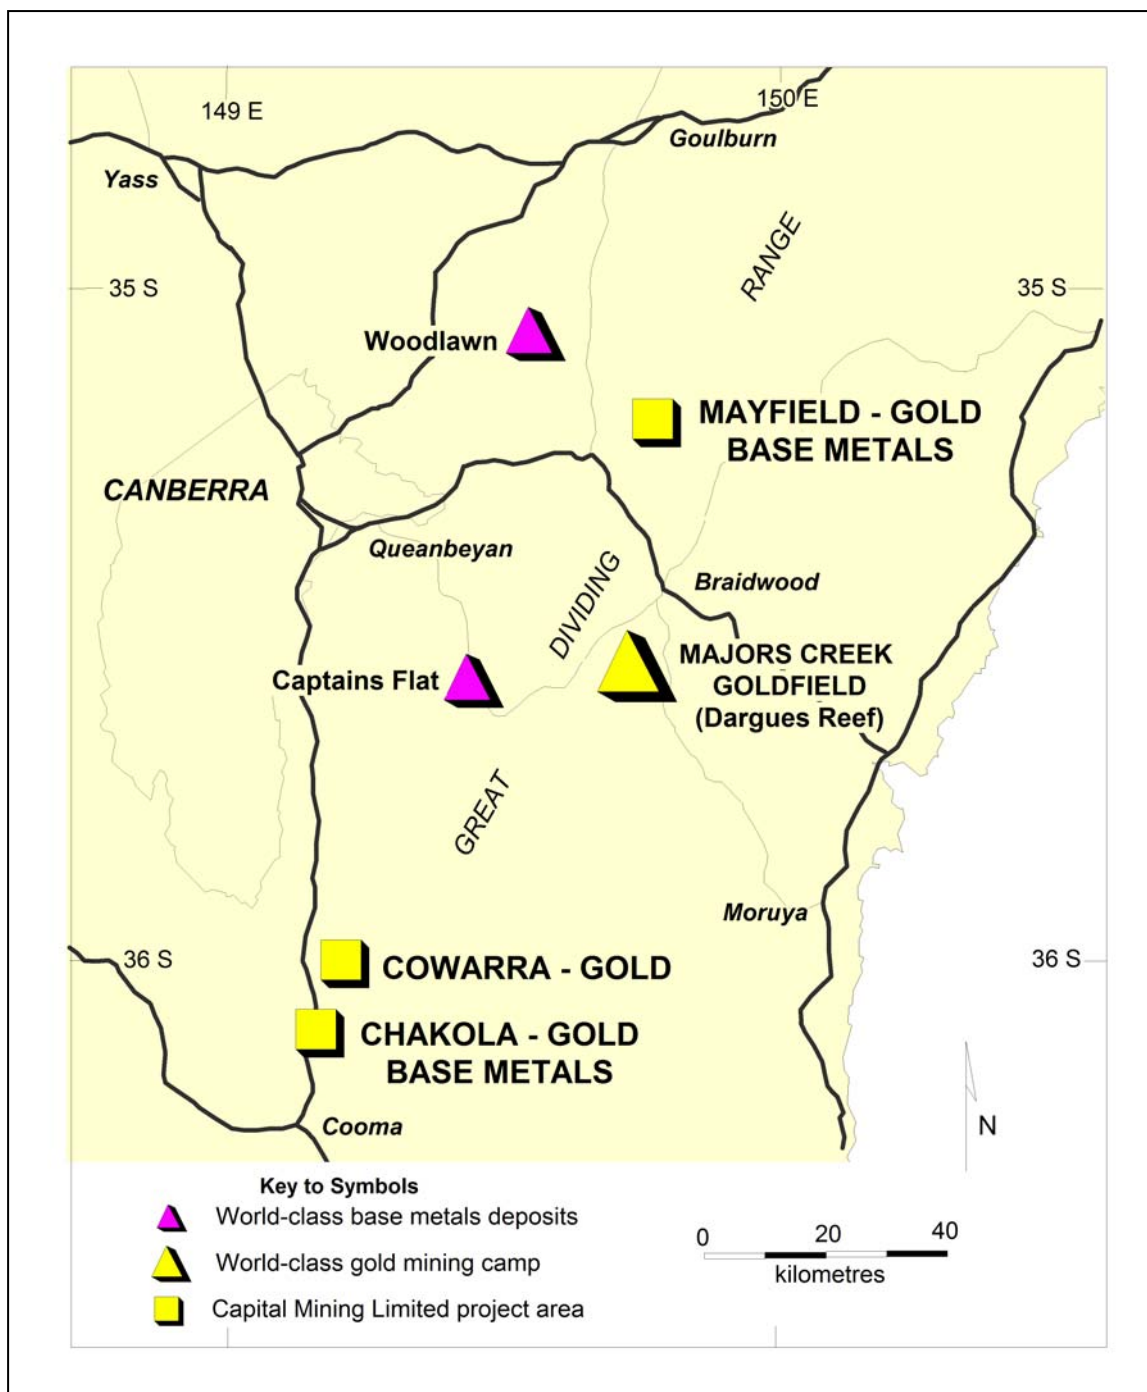 149 E
150 E
Goulburn
Yass
RANGE
35 S
35 S
Woodlawn
MAYFIELD - GOLD
BASE METALS
CANBERRA
Queanbeyan
Braidwood
DIVIDING
MAJORS CREEK
GOLDFIELD
(Dargues Reef)
Captains Flat
GREAT
Moruya
36 S
36 S
COWARRA - GOLD
CHAKOLA - GOLD
BASE METALS
Cooma
N
Key to Symbols
World-class base metals deposits
World-class gold mining camp
Capital Mining Limited project area
0 20 40
kilometres